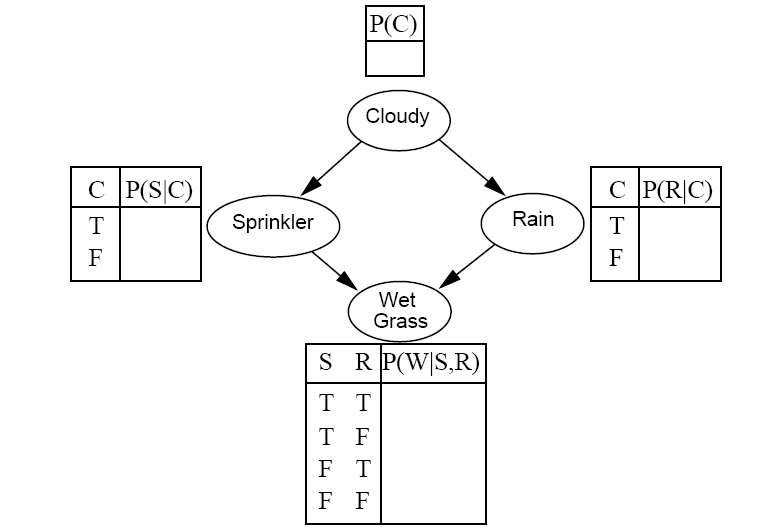 P(C)
Cloudy
C P(S|C)
T
F
Sprinkler
Rain
C P(R|C)
T
F
Wet
Grass
S R P(W|S,R)
T T
T F
F T
F F